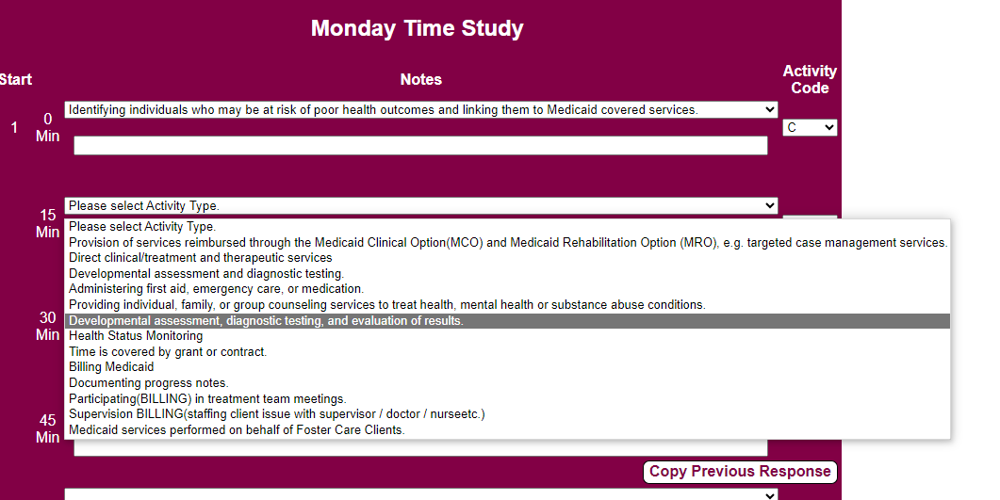 Monday Time Study
Start
Notes
Activity
Code
1
0
Min
Identifying individuals who may be at risk of poor health outcomes and linking them to Medicaid covered services.
C
15
Min
Please select Activity Type.
Please select Activity Type.
Provision of services reimbursed through the Medicaid Clinical Option(MCO) and Medicaid Rehabilitation Option (MRO), e.g. targeted case management services.
Direct clinical/treatment and therapeutic services
Developmental assessment and diagnostic testing.
Administering first aid, emergency care, or medication.
Providing individual, family, or group counseling services to treat health, mental health or substance abuse conditions.
30
Min
Developmental assessment, diagnostic testing, and evaluation of results.
Health Status Monitoring
Time is covered by grant or contract.
Billing Medicaid
Documenting progress notes.
Participating(BILLING) in treatment team meetings.
45
Min
Supervision BILLING(staffing client issue with supervisor / doctor / nurseetc.)
Medicaid services performed on behalf of Foster Care Clients.
Copy Previous Response